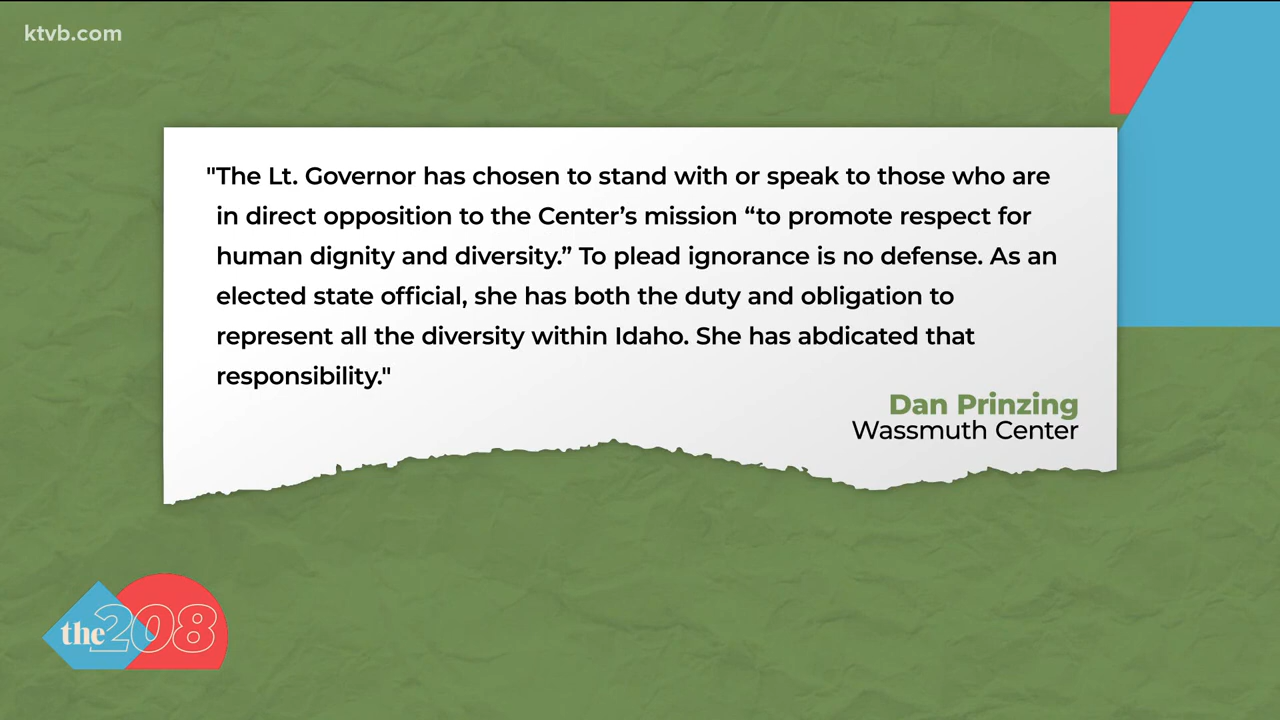 ktvb.com
"The Lt. Governor has chosen to stand with or speak to those who are
in direct opposition to the Center’s mission “to promote respect for
human dignity and diversity.” To plead ignorance is no defense. As an
elected state official, she has both the duty and obligation to
represent all the diversity within Idaho. She has abdicated that
responsibility."
Dan Prinzing
Wassmuth Center
the 208